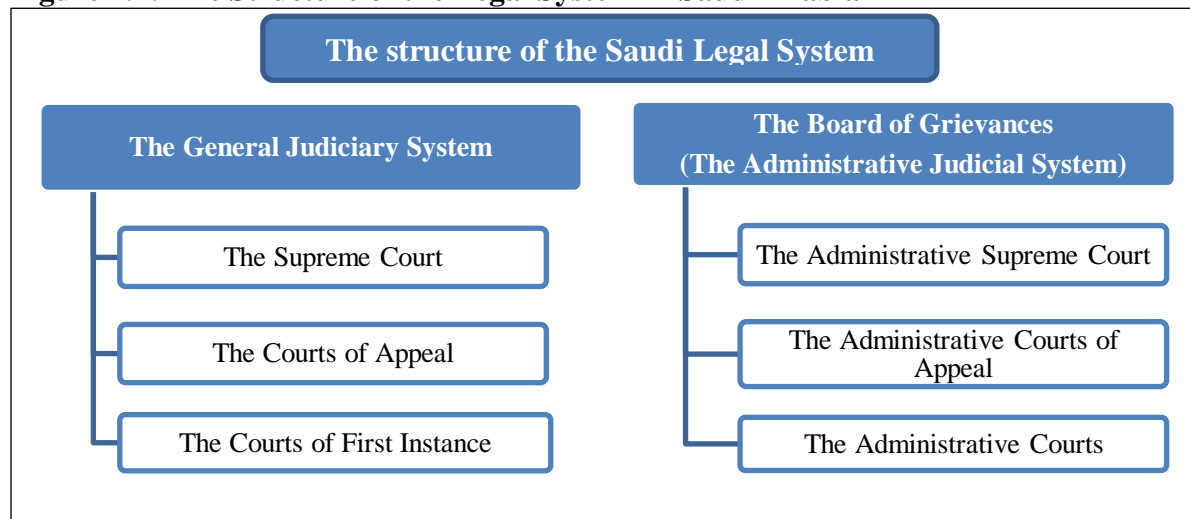 The structure of the Saudi Legal System
The General Judiciary System
The Supreme Court
The Courts of Appeal
The Courts of First Instance
The Board of Grievances
(The Administrative Judicial System)
The Administrative Supreme Court
The Administrative Courts of
Appeal
The Administrative Courts